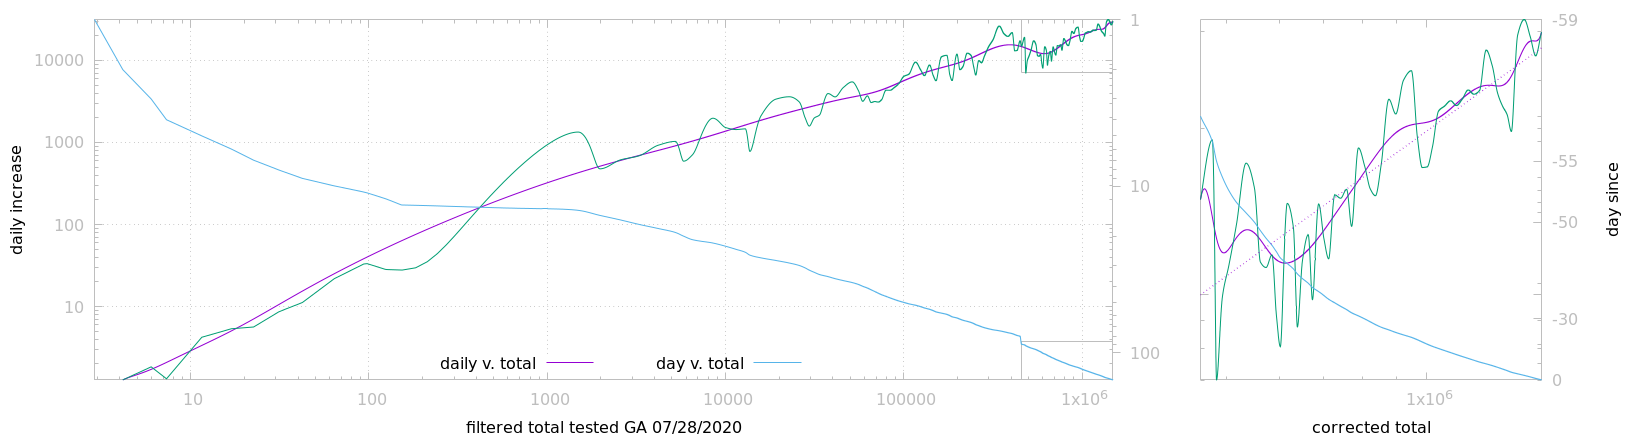 daily increase
10000
1000
100
10
10
100
1000
10000
100000
1x10⁶
filtered total tested GA 07/28/2020
daily v. total
day v. total
1
10
100
-59
-55
-50
-30
0
day since
1x10⁶
corrected total